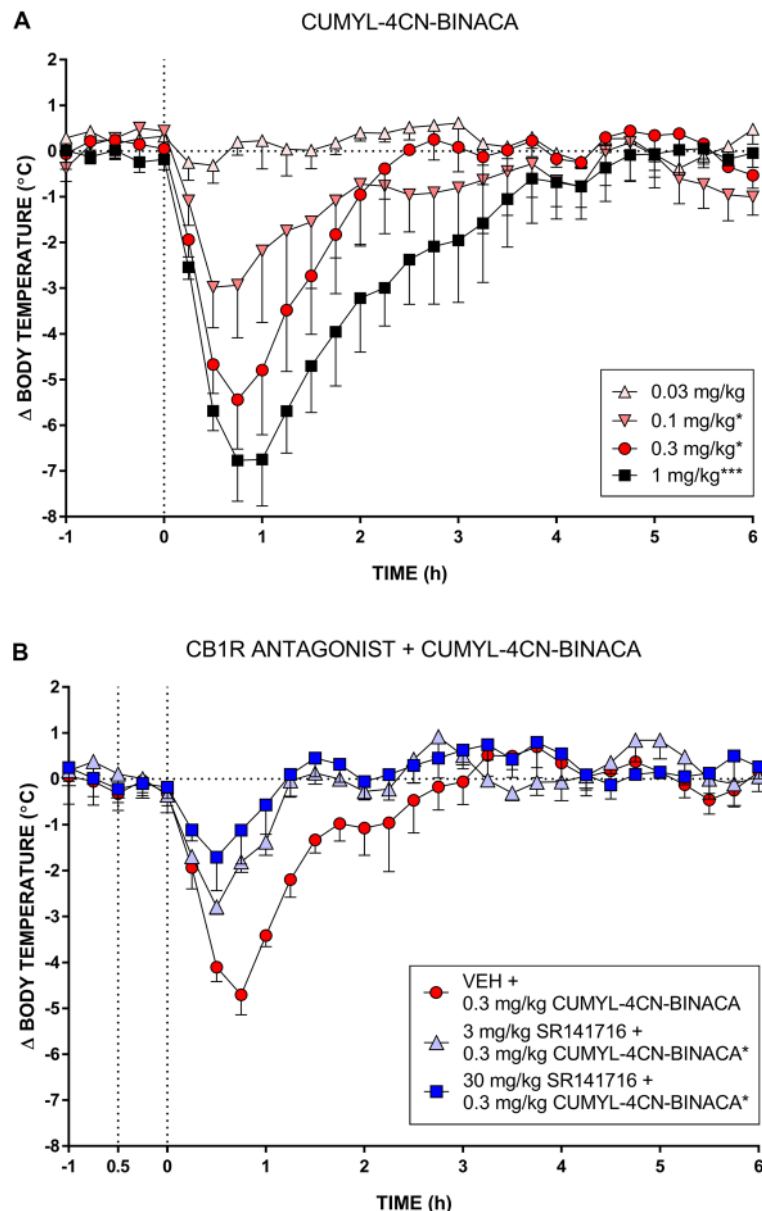 A
CUMYL-4CN-BINACA
2
1
0
-1
-2
-3
-4
-5
-6
-7
-8
Δ BODY TEMPERATURE (°C)
0.03 mg/kg
0.1 mg/kg*
0.3 mg/kg*
1 mg/kg***
-1 0 1 2 3 4 5 6
TIME (h)
B
CB1R ANTAGONIST + CUMYL-4CN-BINACA
2
1
0
-1
-2
-3
-4
-5
-6
-7
-8
Δ BODY TEMPERATURE (°C)
VEH +
0.3 mg/kg CUMYL-4CN-BINACA
3 mg/kg SR141716 +
0.3 mg/kg CUMYL-4CN-BINACA*
30 mg/kg SR141716 +
0.3 mg/kg CUMYL-4CN-BINACA*
-1 0.5 0 1 2 3 4 5 6
TIME (h)